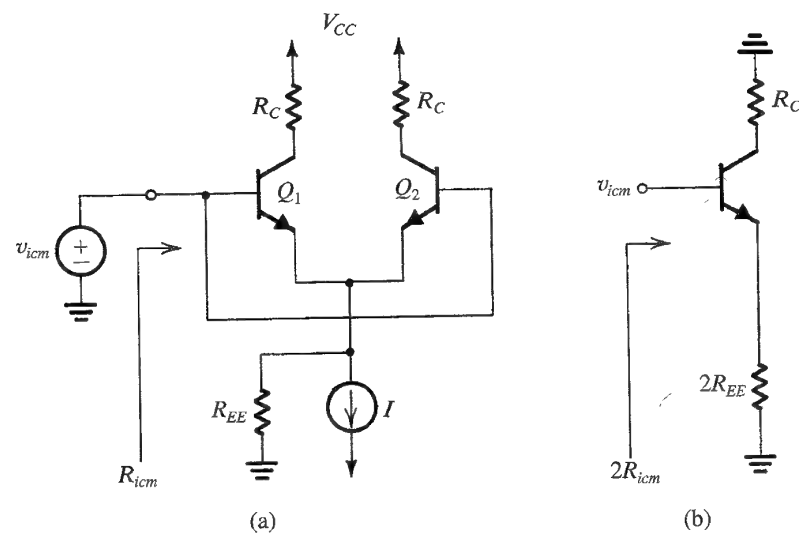 V_CC
R_C
R_C
Q_1
Q_2
v_icm
+
−
R_EE
I
R_icm
(a)
R_C
v_icm
2R_EE
2R_icm
(b)